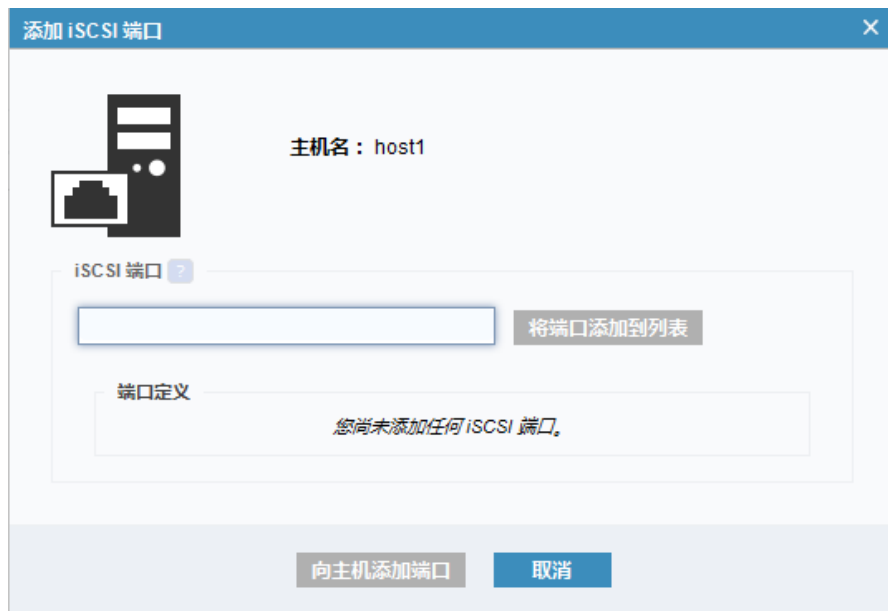 添加 iSCSI 端口
主机名： host1
iSCSI 端口 ?
将端口添加到列表
端口定义
您尚未添加任何 iSCSI 端口。
向主机添加端口 取消